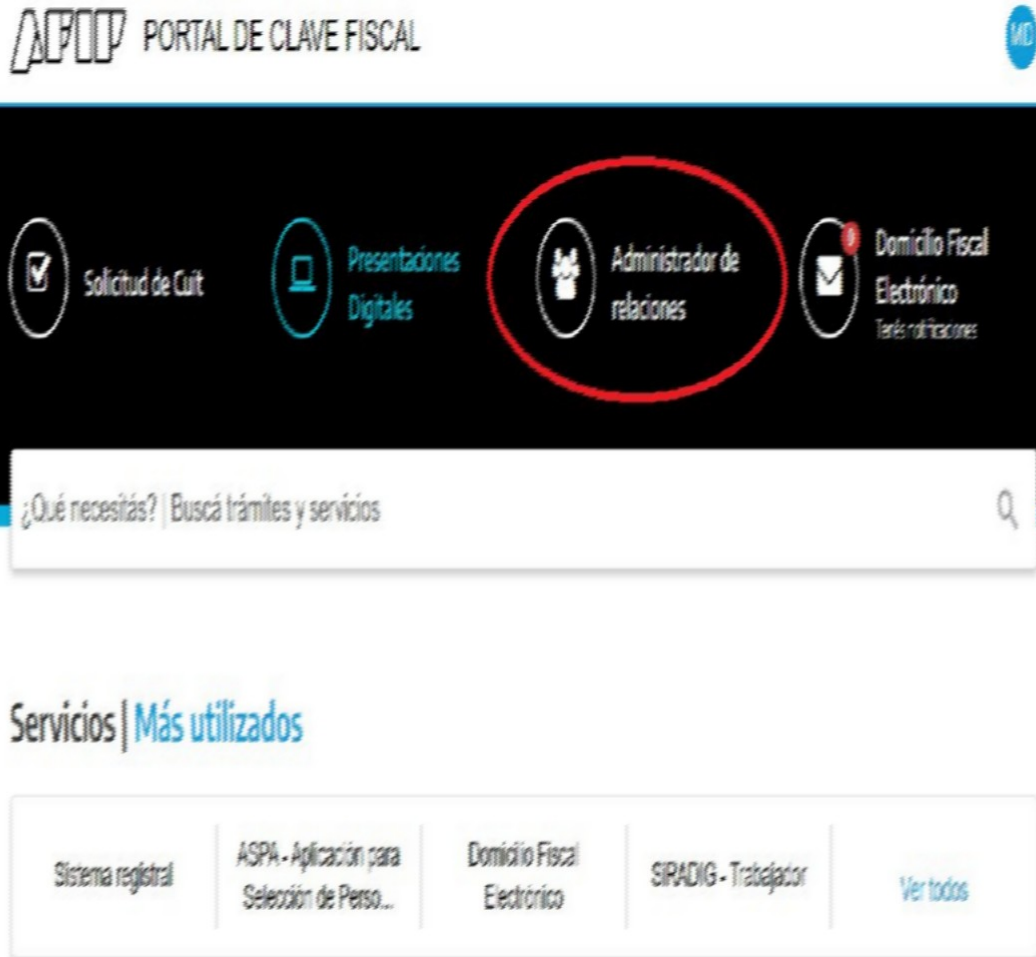 AFIP PORTAL DE CLAVE FISCAL
MD
Solicitud de Cuit
Presentaciones
Digitales
Administrador de
relaciones
9
Domicilio Fiscal
Electrónico
Tenés notificaciones
¿Qué necesitás? | Buscá trámites y servicios
Servicios | Más utilizados
Sistema registral
ASPA - Aplicación para
Selección de Perso...
Domicilio Fiscal
Electrónico
SIRADIG - Trabajador
Ver todos